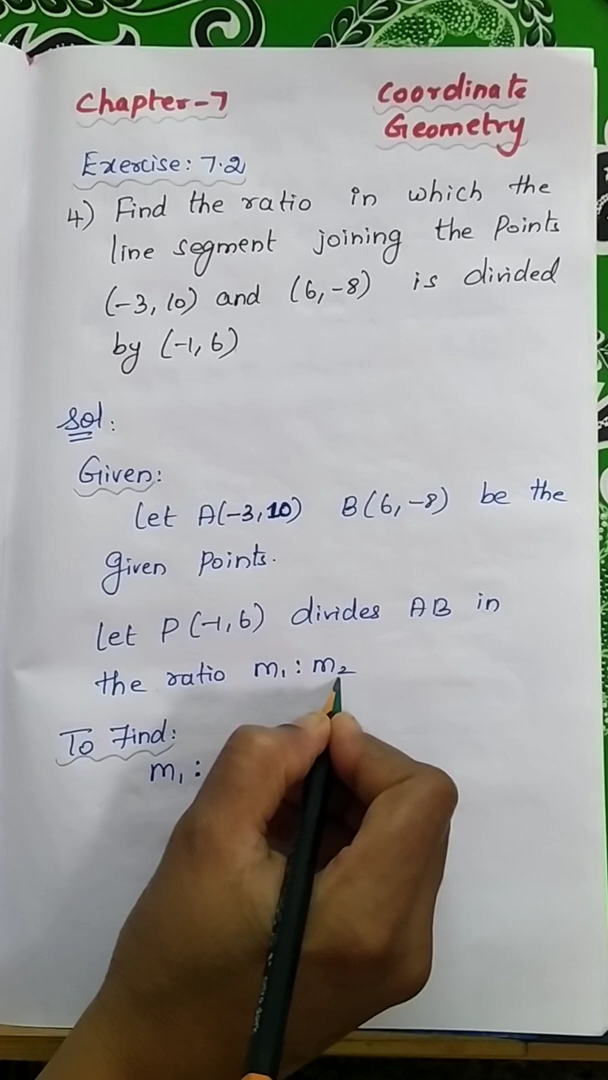 Chapter-7 Coordinate
Geometry
Exercise: 7.2
4) Find the ratio in which the
line segment joining the Points
(-3, 10) and (6, -8) is divided
by (-1, 6)
Sol:
Given:
Let A(-3, 10) B(6, -8) be the
given points.
Let P(-1, 6) divides AB in
the ratio m₁ : m₂
To Find:
m₁ :